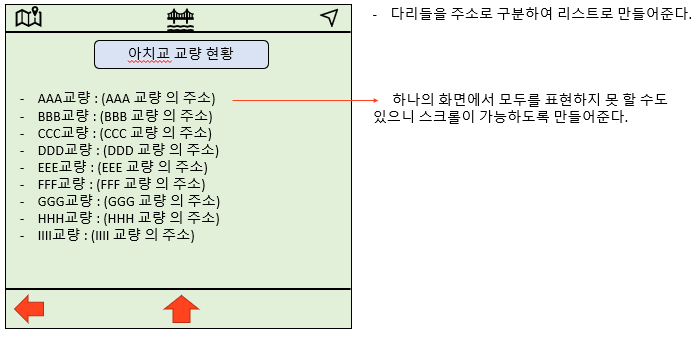 - 다리들을 주소로 구분하여 리스트로 만들어준다.
아치교 교량 현황
- AAA교량 : (AAA 교량 의 주소)
- BBB교량 : (BBB 교량 의 주소)
- CCC교량 : (CCC 교량 의 주소)
- DDD교량 : (DDD 교량 의 주소)
- EEE교량 : (EEE 교량 의 주소)
- FFF교량 : (FFF 교량 의 주소)
- GGG교량 : (GGG 교량 의 주소)
- HHH교량 : (HHH 교량 의 주소)
- IIII교량 : (IIII 교량 의 주소)
하나의 화면에서 모두를 표현하지 못 할 수도
있으니 스크롤이 가능하도록 만들어준다.